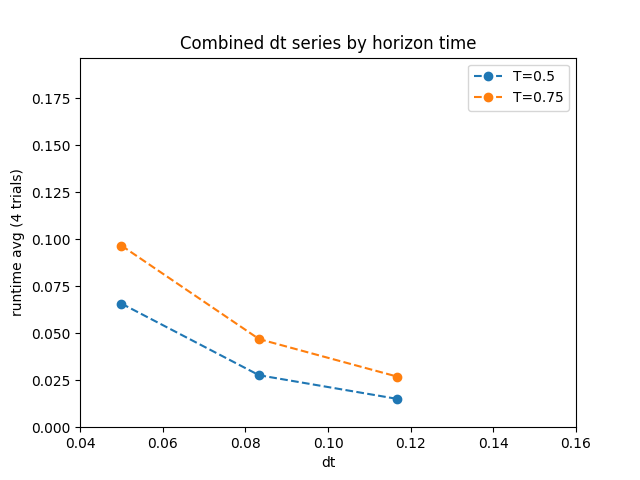 Combined dt series by horizon time
T=0.5
T=0.75
runtime avg (4 trials)
0.175
0.150
0.125
0.100
0.075
0.050
0.025
0.000
0.04 0.06 0.08 0.10 0.12 0.14 0.16
dt